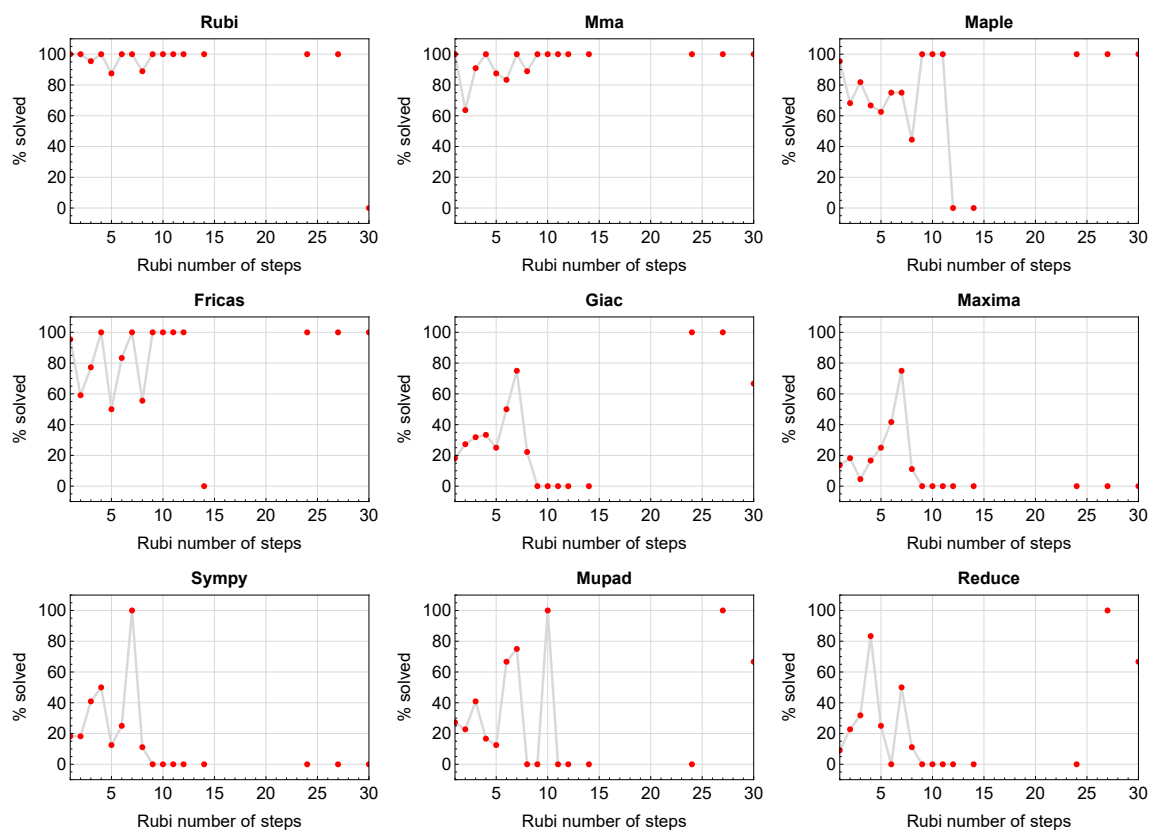 Rubi Mma Maple
% solved 100 80 60 40 20 0 % solved 100 80 60 40 20 0 % solved 100 80 60 40 20 0
5 10 15 20 25 30 5 10 15 20 25 30 5 10 15 20 25 30
Rubi number of steps Rubi number of steps Rubi number of steps
Fricas Giac Maxima
% solved 100 80 60 40 20 0 % solved 100 80 60 40 20 0 % solved 100 80 60 40 20 0
5 10 15 20 25 30 5 10 15 20 25 30 5 10 15 20 25 30
Rubi number of steps Rubi number of steps Rubi number of steps
Sympy Mupad Reduce
% solved 100 80 60 40 20 0 % solved 100 80 60 40 20 0 % solved 100 80 60 40 20 0
5 10 15 20 25 30 5 10 15 20 25 30 5 10 15 20 25 30
Rubi number of steps Rubi number of steps Rubi number of steps